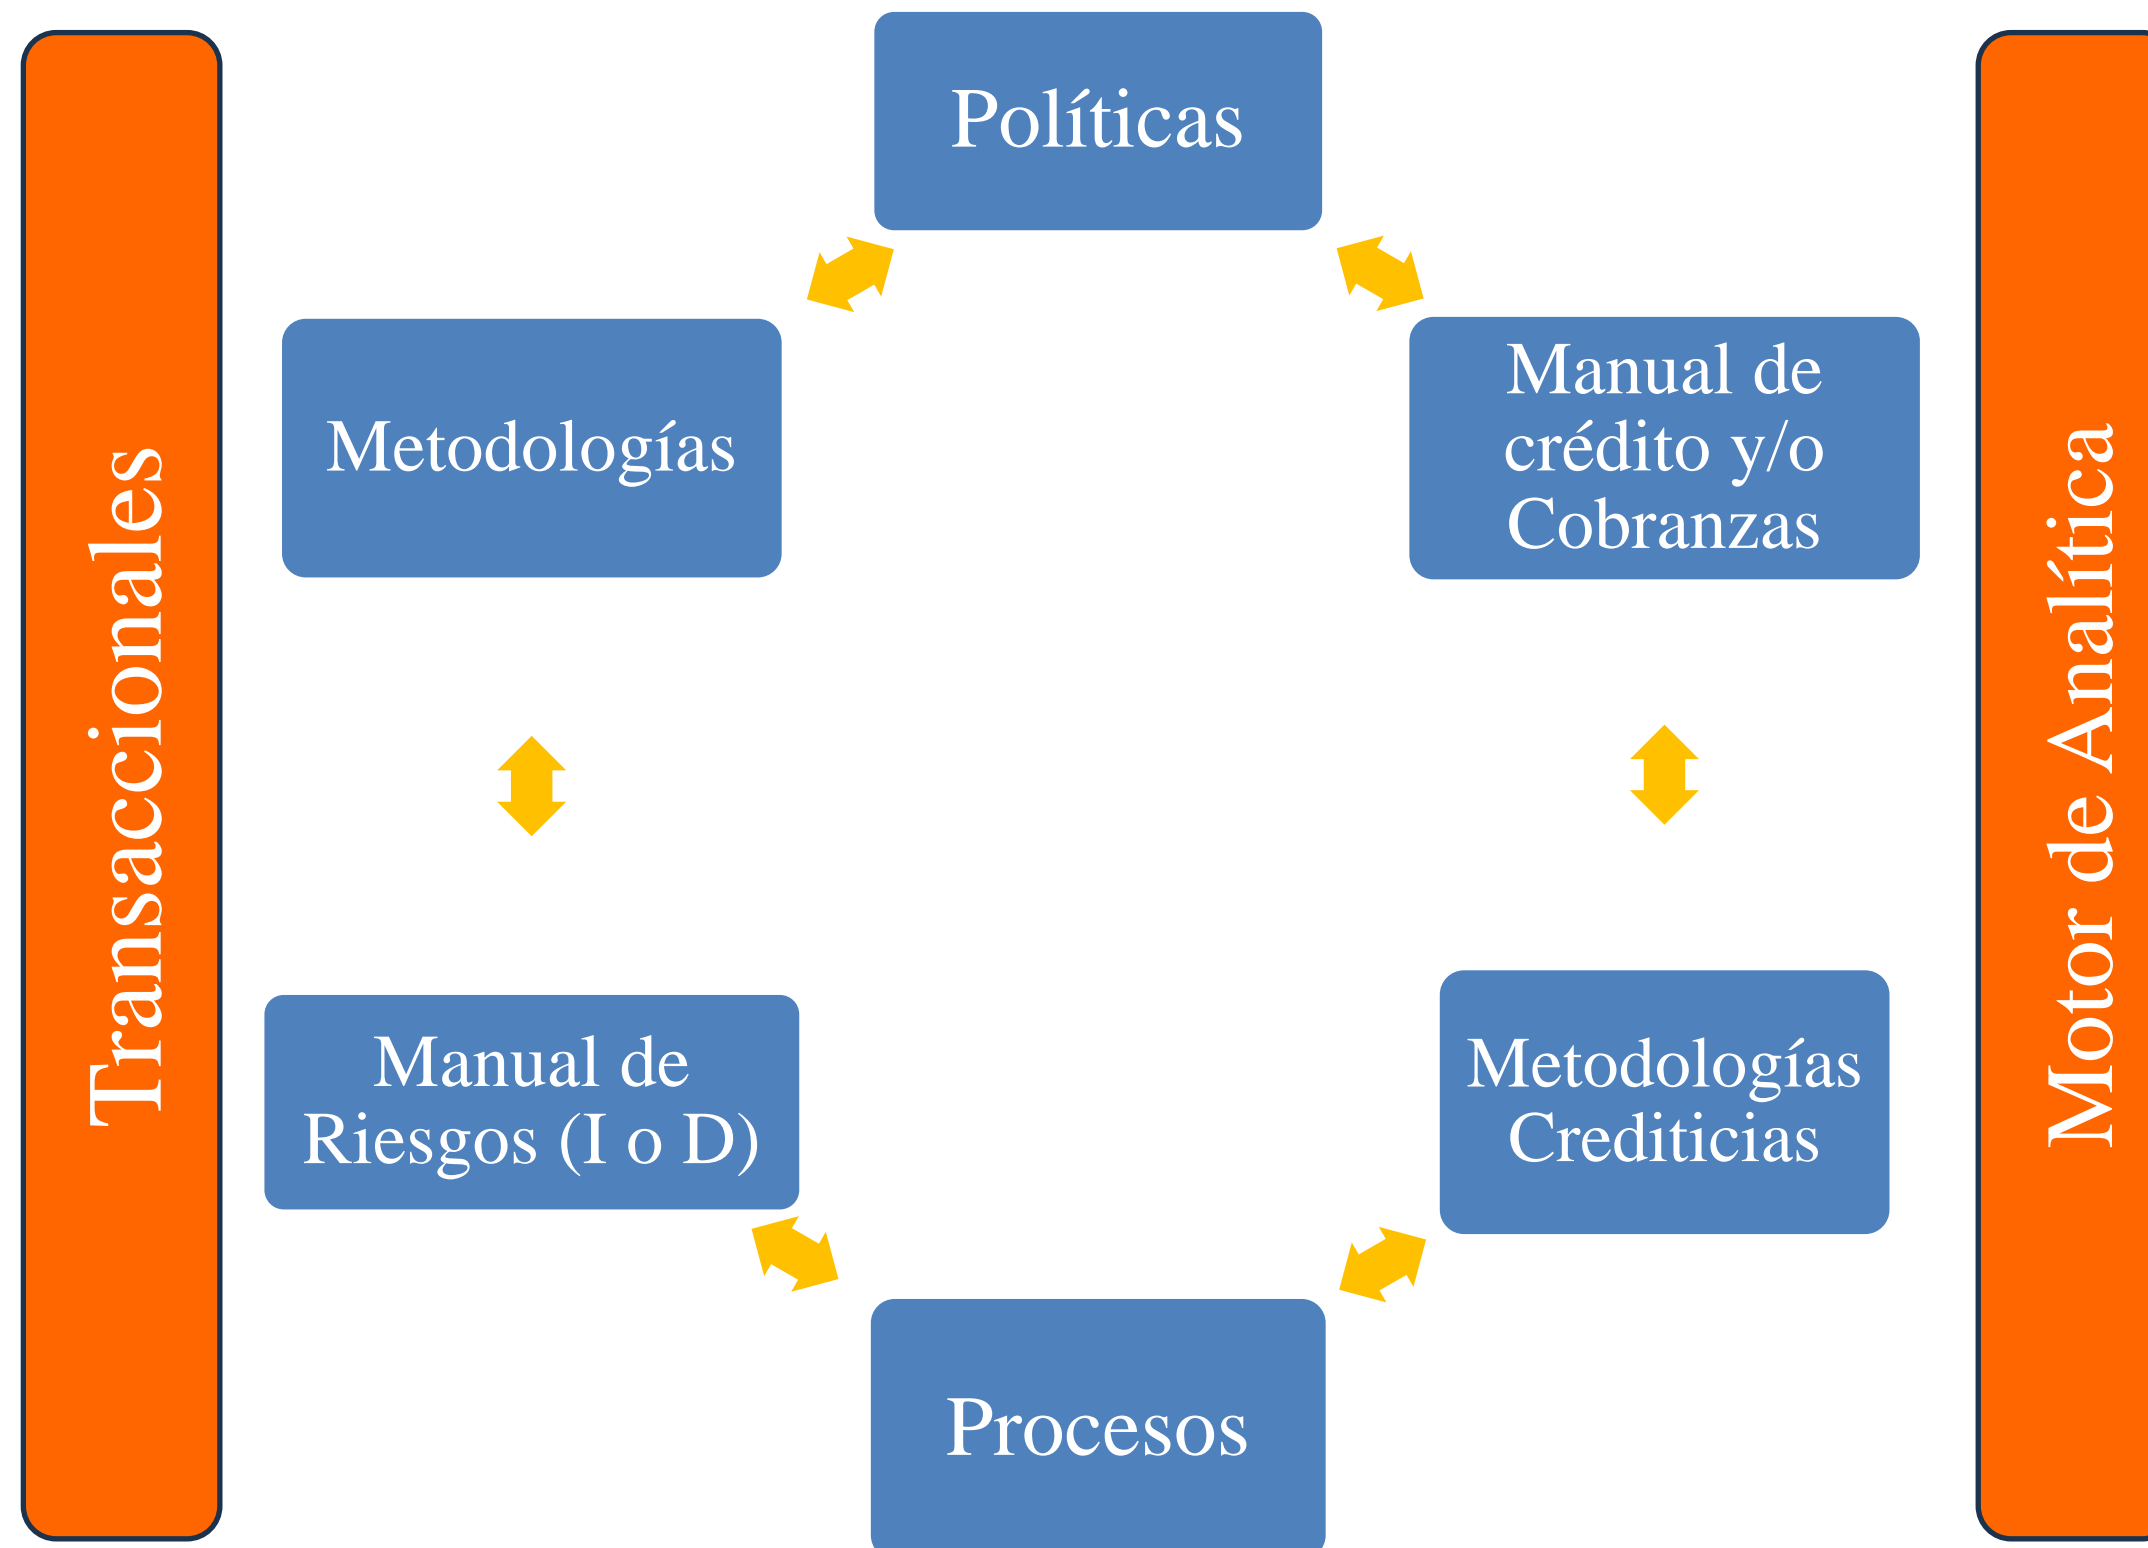 Políticas
Metodologías
Manual de
crédito y/o
Cobranzas
Transaccionales
Motor de Analítica
Manual de
Riesgos (I o D)
Metodologías
Crediticias
Procesos